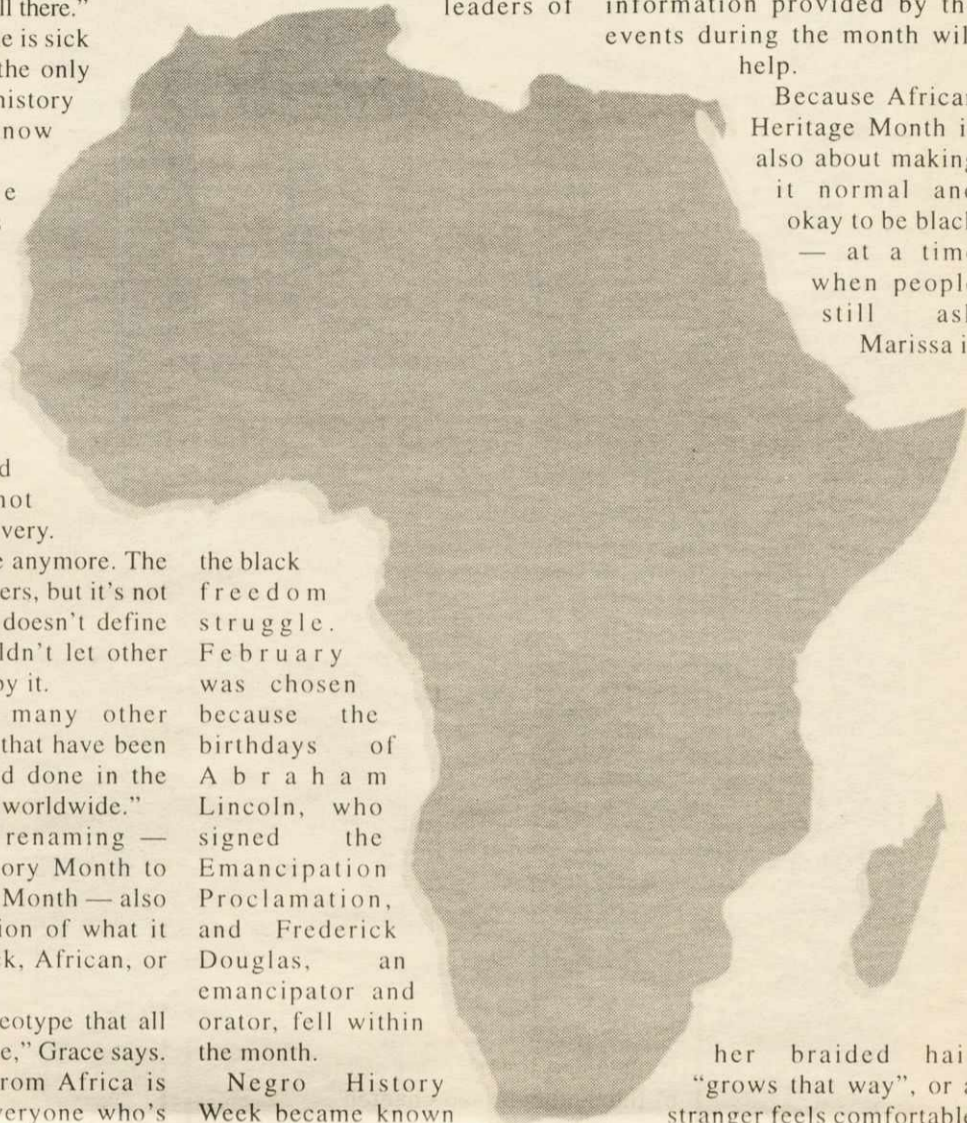 ll there."
e is sick
the only
history
now
e
d
not
very.
e anymore. The
ers, but it's not
doesn't define
ldn't let other
by it.
many other
that have been
d done in the
worldwide."
renaming —
ory Month to
Month — also
ion of what it
k, African, or
eotype that all
e," Grace says.
rom Africa is
veryone who's
leaders of
the black
freedom
struggle.
February
was chosen
because the
birthdays of
Abraham
Lincoln, who
signed the
Emancipation
Proclamation,
and Frederick
Douglas, an
emancipator and
orator, fell within
the month.
Negro History
Week became known
information provided by th
events during the month wil
help.
Because Africa
Heritage Month i
also about making
it normal and
okay to be black
— at a time
when people
still ask
Marissa i
her braided hai
"grows that way", or a
stranger feels comfortable